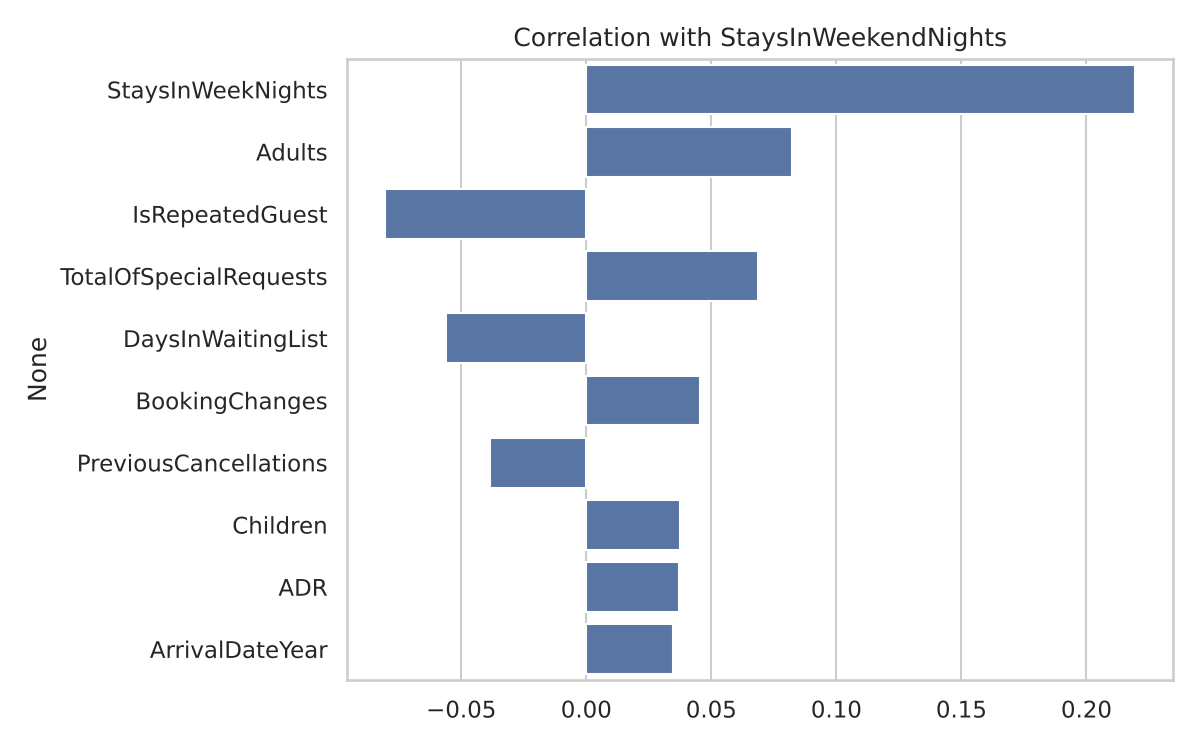 Correlation with StaysInWeekendNights
None
StaysInWeekNights
Adults
IsRepeatedGuest
TotalOfSpecialRequests
DaysInWaitingList
BookingChanges
PreviousCancellations
Children
ADR
ArrivalDateYear
−0.05 0.00 0.05 0.10 0.15 0.20